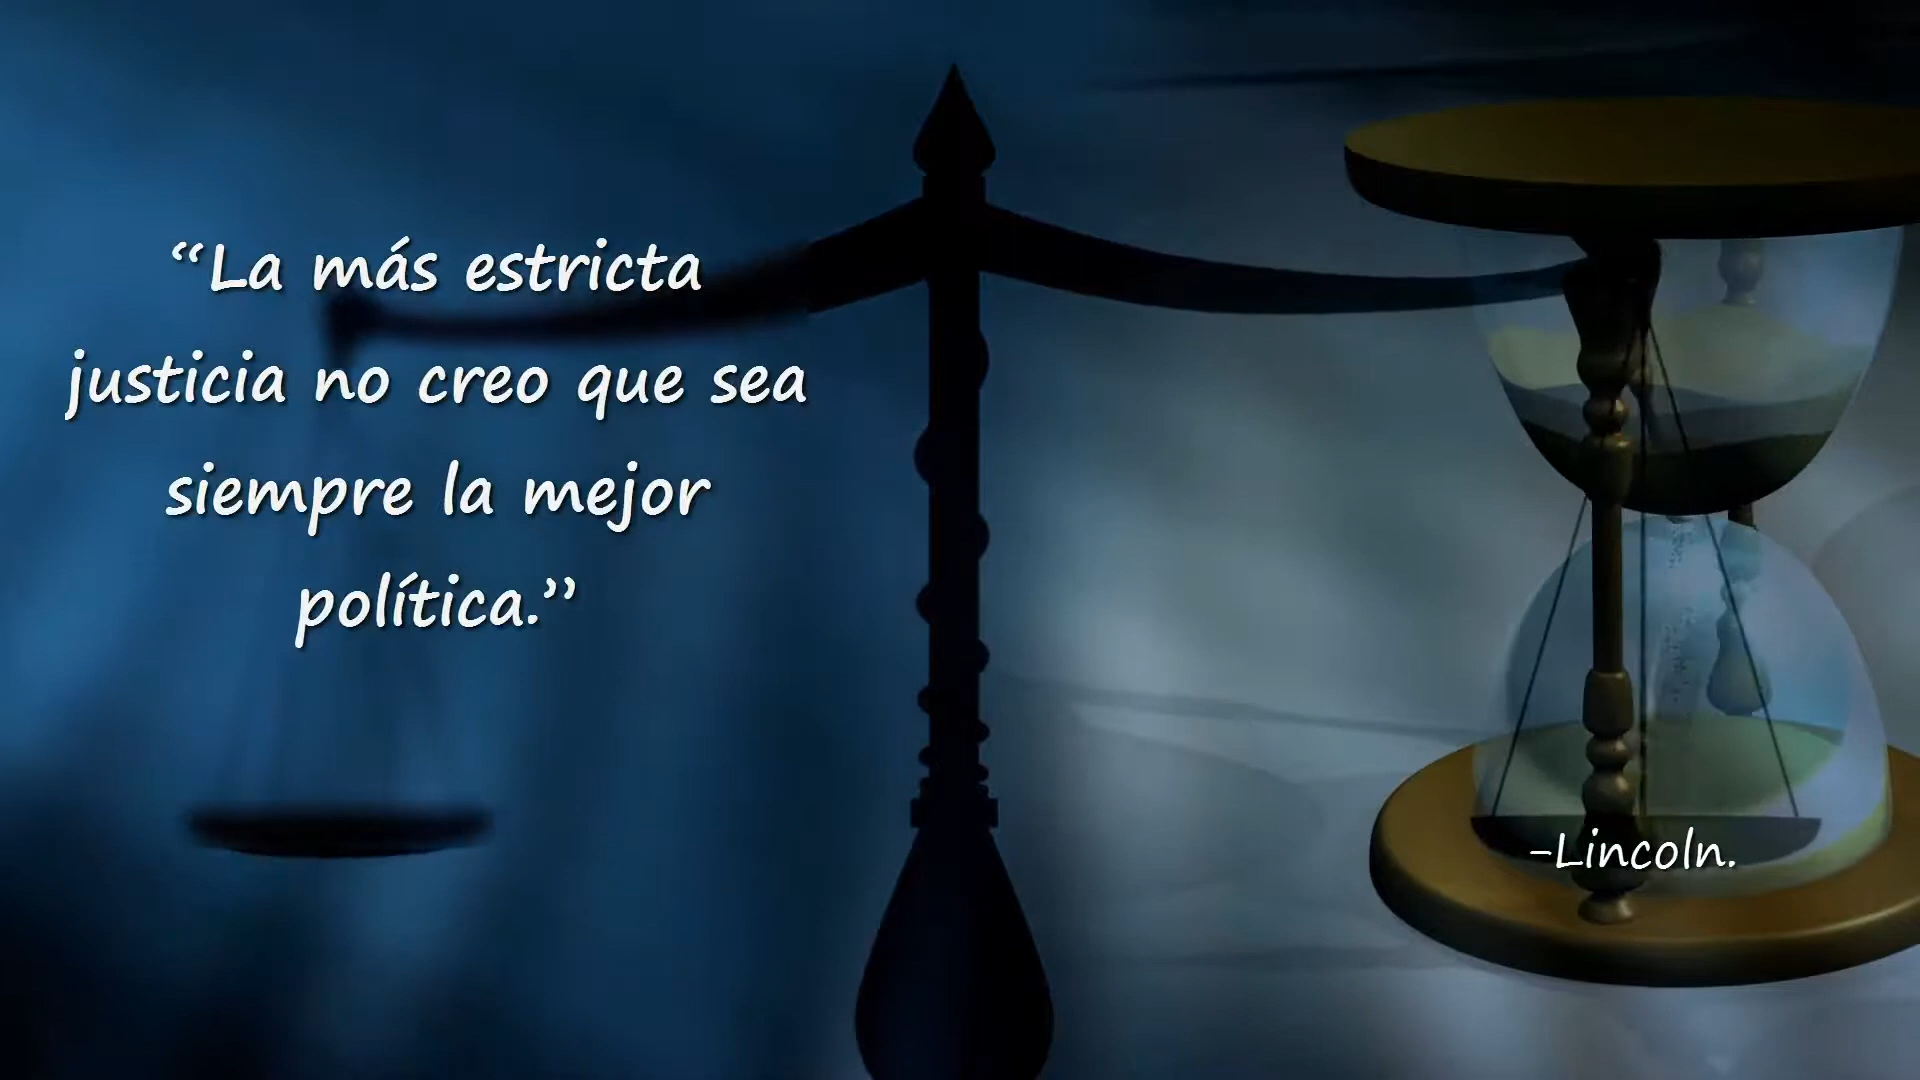 “La más estricta
justicia no creo que sea
siempre la mejor
política.”
-Lincoln.